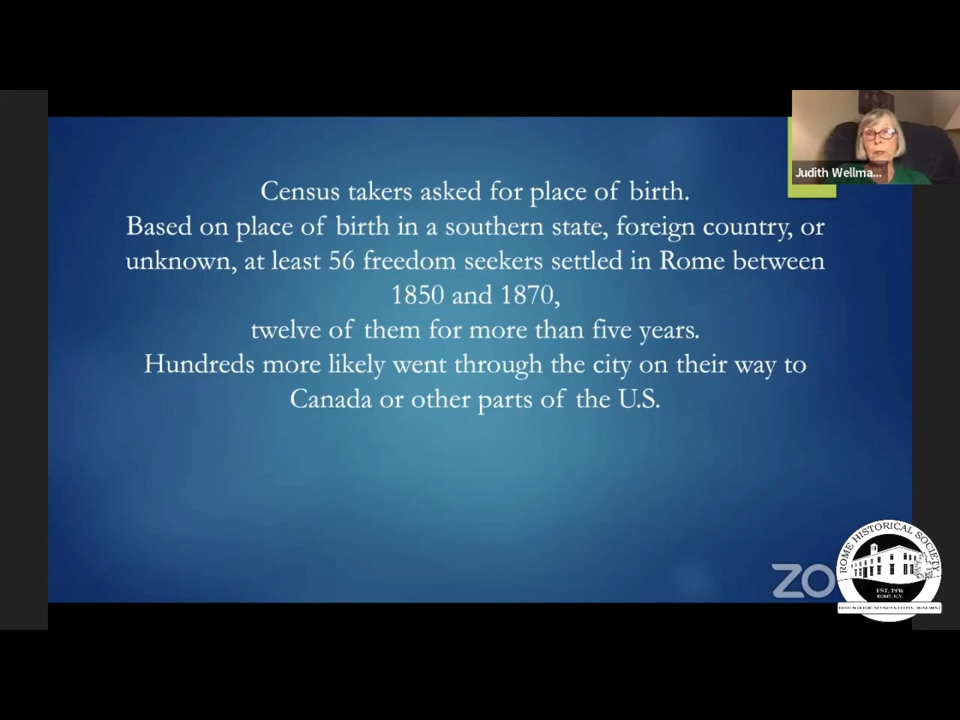 Census takers asked for place of birth.
Based on place of birth in a southern state, foreign country, or
unknown, at least 56 freedom seekers settled in Rome between
1850 and 1870,
twelve of them for more than five years.
Hundreds more likely went through the city on their way to
Canada or other parts of the U.S.
Judith Wellma...
ZO
ROME HISTORICAL SOCIETY
EST. 1936
ROME, N.Y.